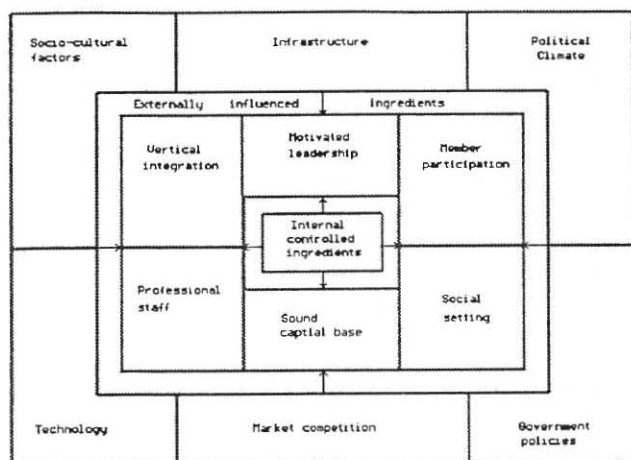 Socio-cultural
factors
Infrastructure
Political
Climate
Externally influenced Ingredients
Vertical
integration
Motivated
leadership
Member
participation
Internal
controlled
ingredients
Professional
staff
Sound
captial base
Social
setting
Technology
Market competition
Government
policies